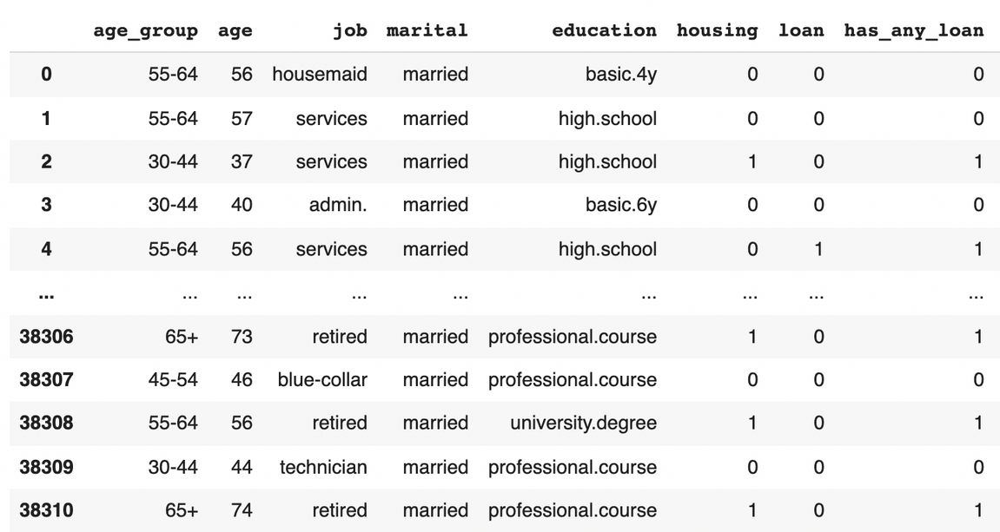 age_group age job marital education housing loan has_any_loan
0 55-64 56 housemaid married basic.4y 0 0 0
1 55-64 57 services married high.school 0 0 0
2 30-44 37 services married high.school 1 0 1
3 30-44 40 admin. married basic.6y 0 0 0
4 55-64 56 services married high.school 0 1 1
... ... ... ... ... ... ... ... ...
38306 65+ 73 retired married professional.course 1 0 1
38307 45-54 46 blue-collar married professional.course 0 0 0
38308 55-64 56 retired married university.degree 1 0 1
38309 30-44 44 technician married professional.course 0 0 0
38310 65+ 74 retired married professional.course 1 0 1